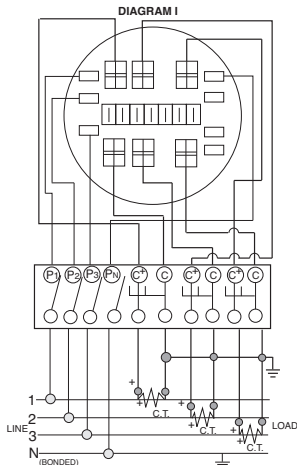 DIAGRAM I
P1 P2 P3 PN C+ C C+ C C+ C
+
1
+
C.T.
2
+
+
LOAD
LINE
C.T.
+
3
+
C.T.
N
(BONDED)